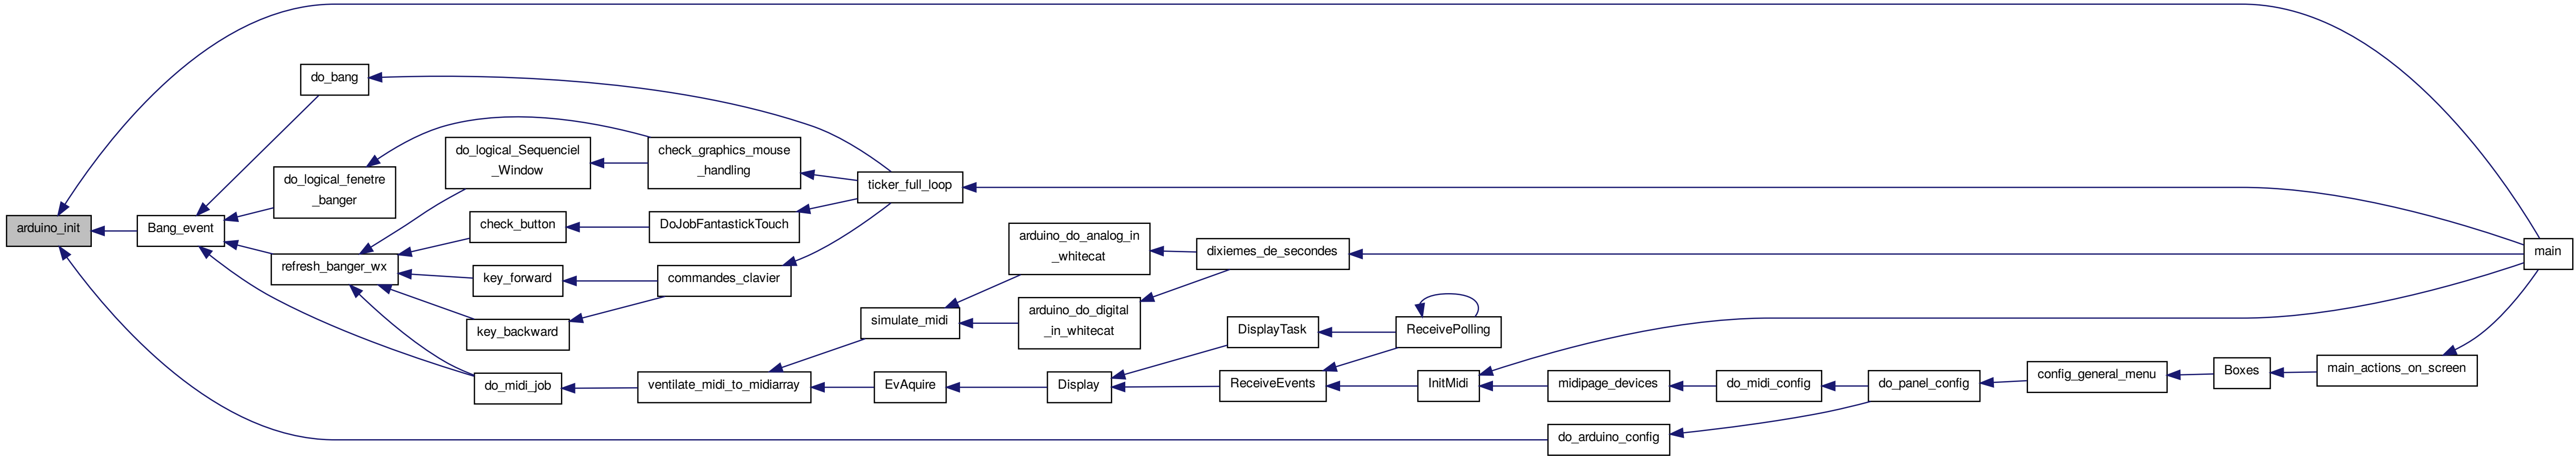 arduino_init
Bang_event
do_bang
do_logical_fenetre
_banger
refresh_banger_wx
do_logical_Sequenciel
_Window
check_button
key_forward
key_backward
do_midi_job
check_graphics_mouse
_handling
DoJobFantastickTouch
commandes_clavier
ventilate_midi_to_midiarray
ticker_full_loop
simulate_midi
EvAquire
arduino_do_analog_in
_whitecat
arduino_do_digital
_in_whitecat
Display
dixiemes_de_secondes
DisplayTask
ReceiveEvents
ReceivePolling
InitMidi
midipage_devices
do_arduino_config
do_midi_config
do_panel_config
config_general_menu
Boxes
main_actions_on_screen
main